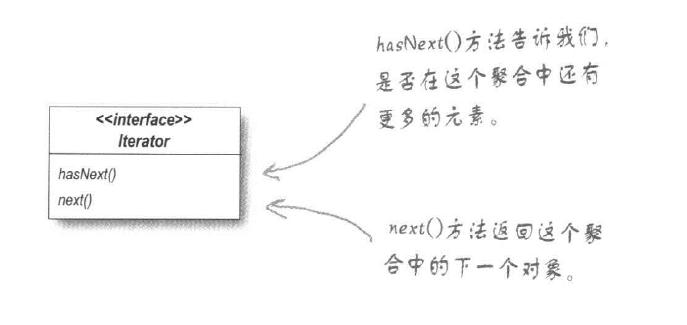 hasNext()方法告诉我们,
是否在这个聚合中还有
更多的元素。
<<interface>>
Iterator
hasNext()
next()
next()方法返回这个聚
合中的下一个对象。